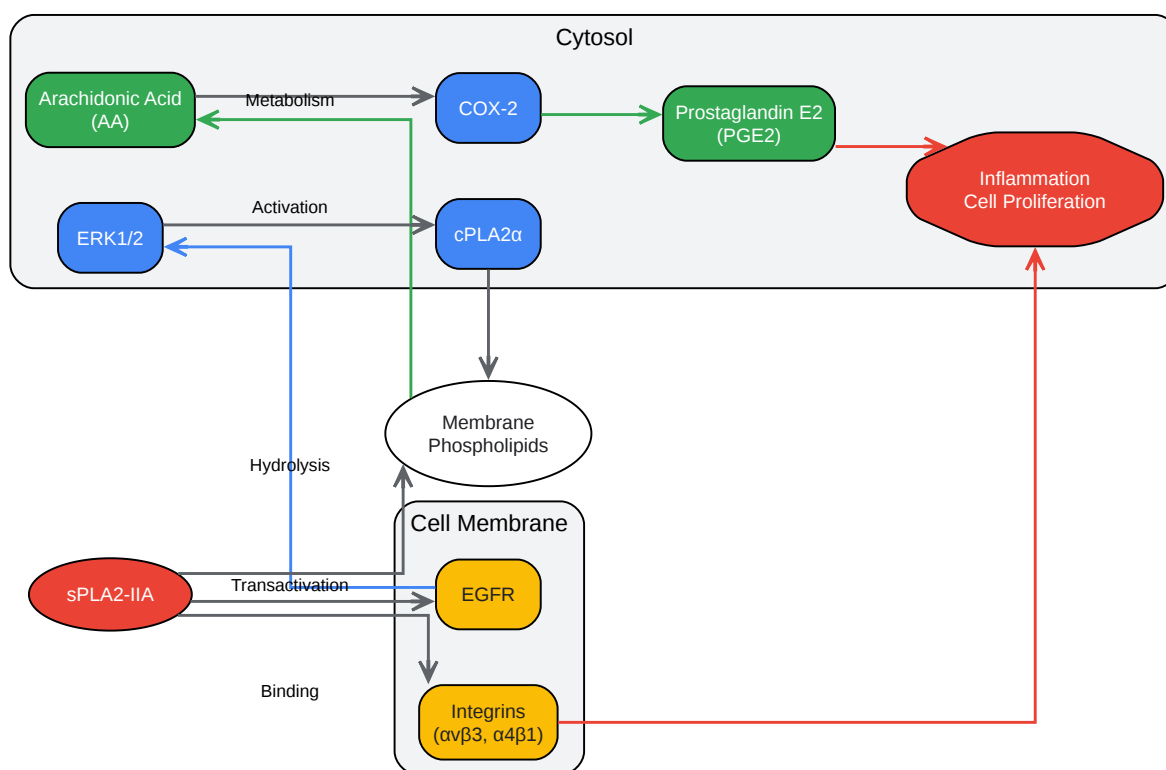 Cytosol
Arachidonic Acid
(AA)
Metabolism
COX-2
Prostaglandin E2
(PGE2)
Inflammation
Cell Proliferation
ERK1/2
Activation
cPLA2α
Membrane
Phospholipids
Hydrolysis
Cell Membrane
sPLA2-IIA
Transactivation
EGFR
Binding
Integrins
(αvβ3, α4β1)